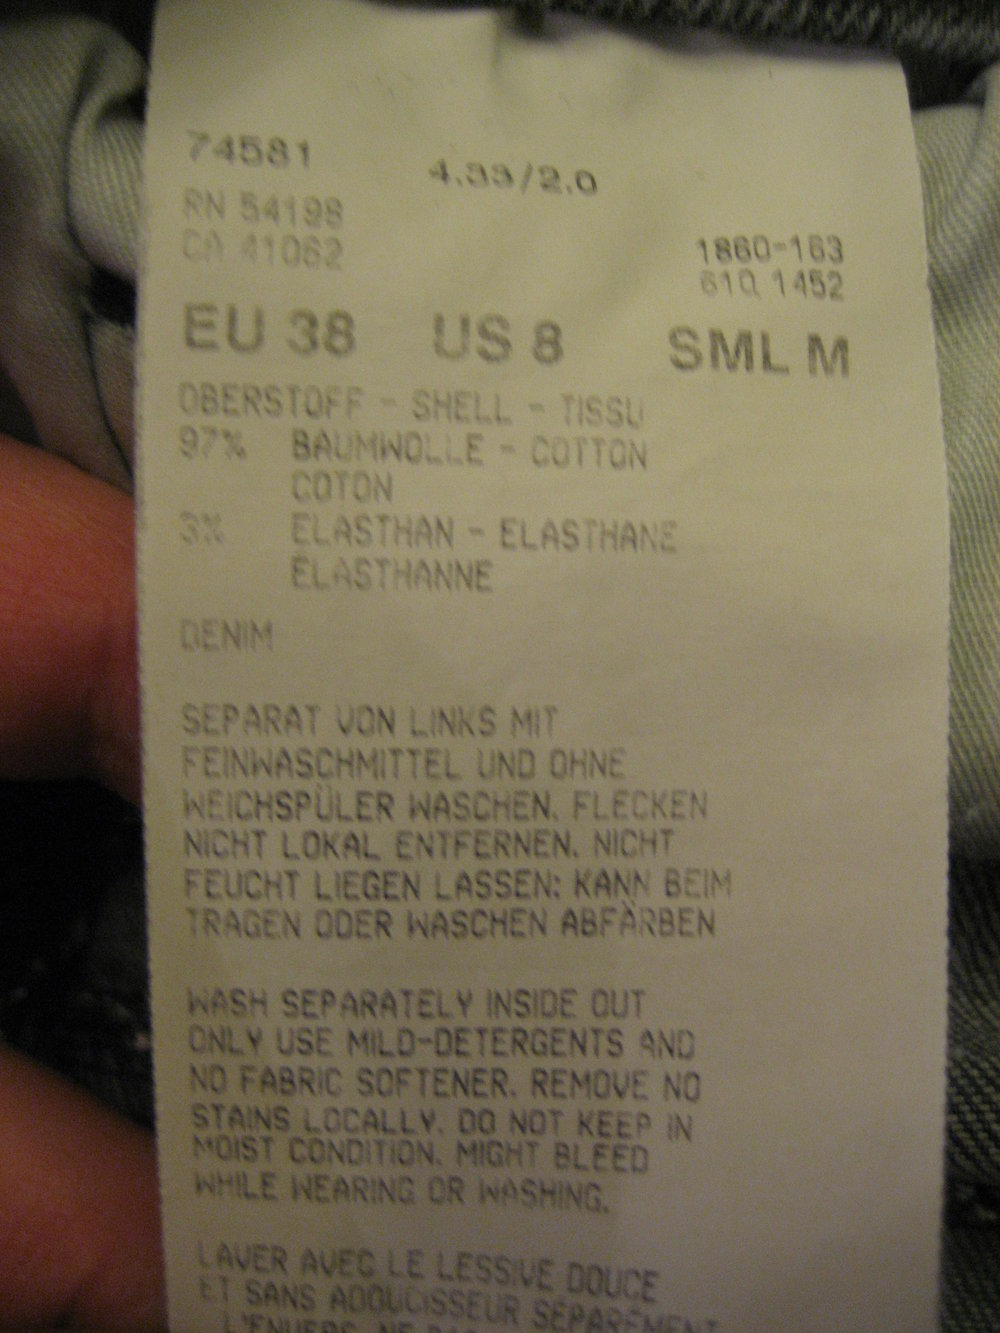 74581 4.33/2.0
RN 54198
CA 41062 1860-163
610 1452
EU 38 US 8 SML M
OBERSTOFF - SHELL - TISSU
97% BAUMWOLLE - COTTON
COTON
3% ELASTHAN - ELASTHANE
ELASTHANNE
DENIM
SEPARAT VON LINKS MIT
FEINWASCHMITTEL UND OHNE
WEICHSPÜLER WASCHEN. FLECKEN
NICHT LOKAL ENTFERNEN. NICHT
FEUCHT LIEGEN LASSEN: KANN BEIM
TRAGEN ODER WASCHEN ABFÄRBEN
WASH SEPARATELY INSIDE OUT
ONLY USE MILD-DETERGENTS AND
NO FABRIC SOFTENER. REMOVE NO
STAINS LOCALLY. DO NOT KEEP IN
MOIST CONDITION. MIGHT BLEED
WHILE WEARING OR WASHING.
LAVER AVEC LE LESSIVE DOUCE
ET SANS ADOUCISSEUR SÉPARÉMENT
L'ENVERS. NE